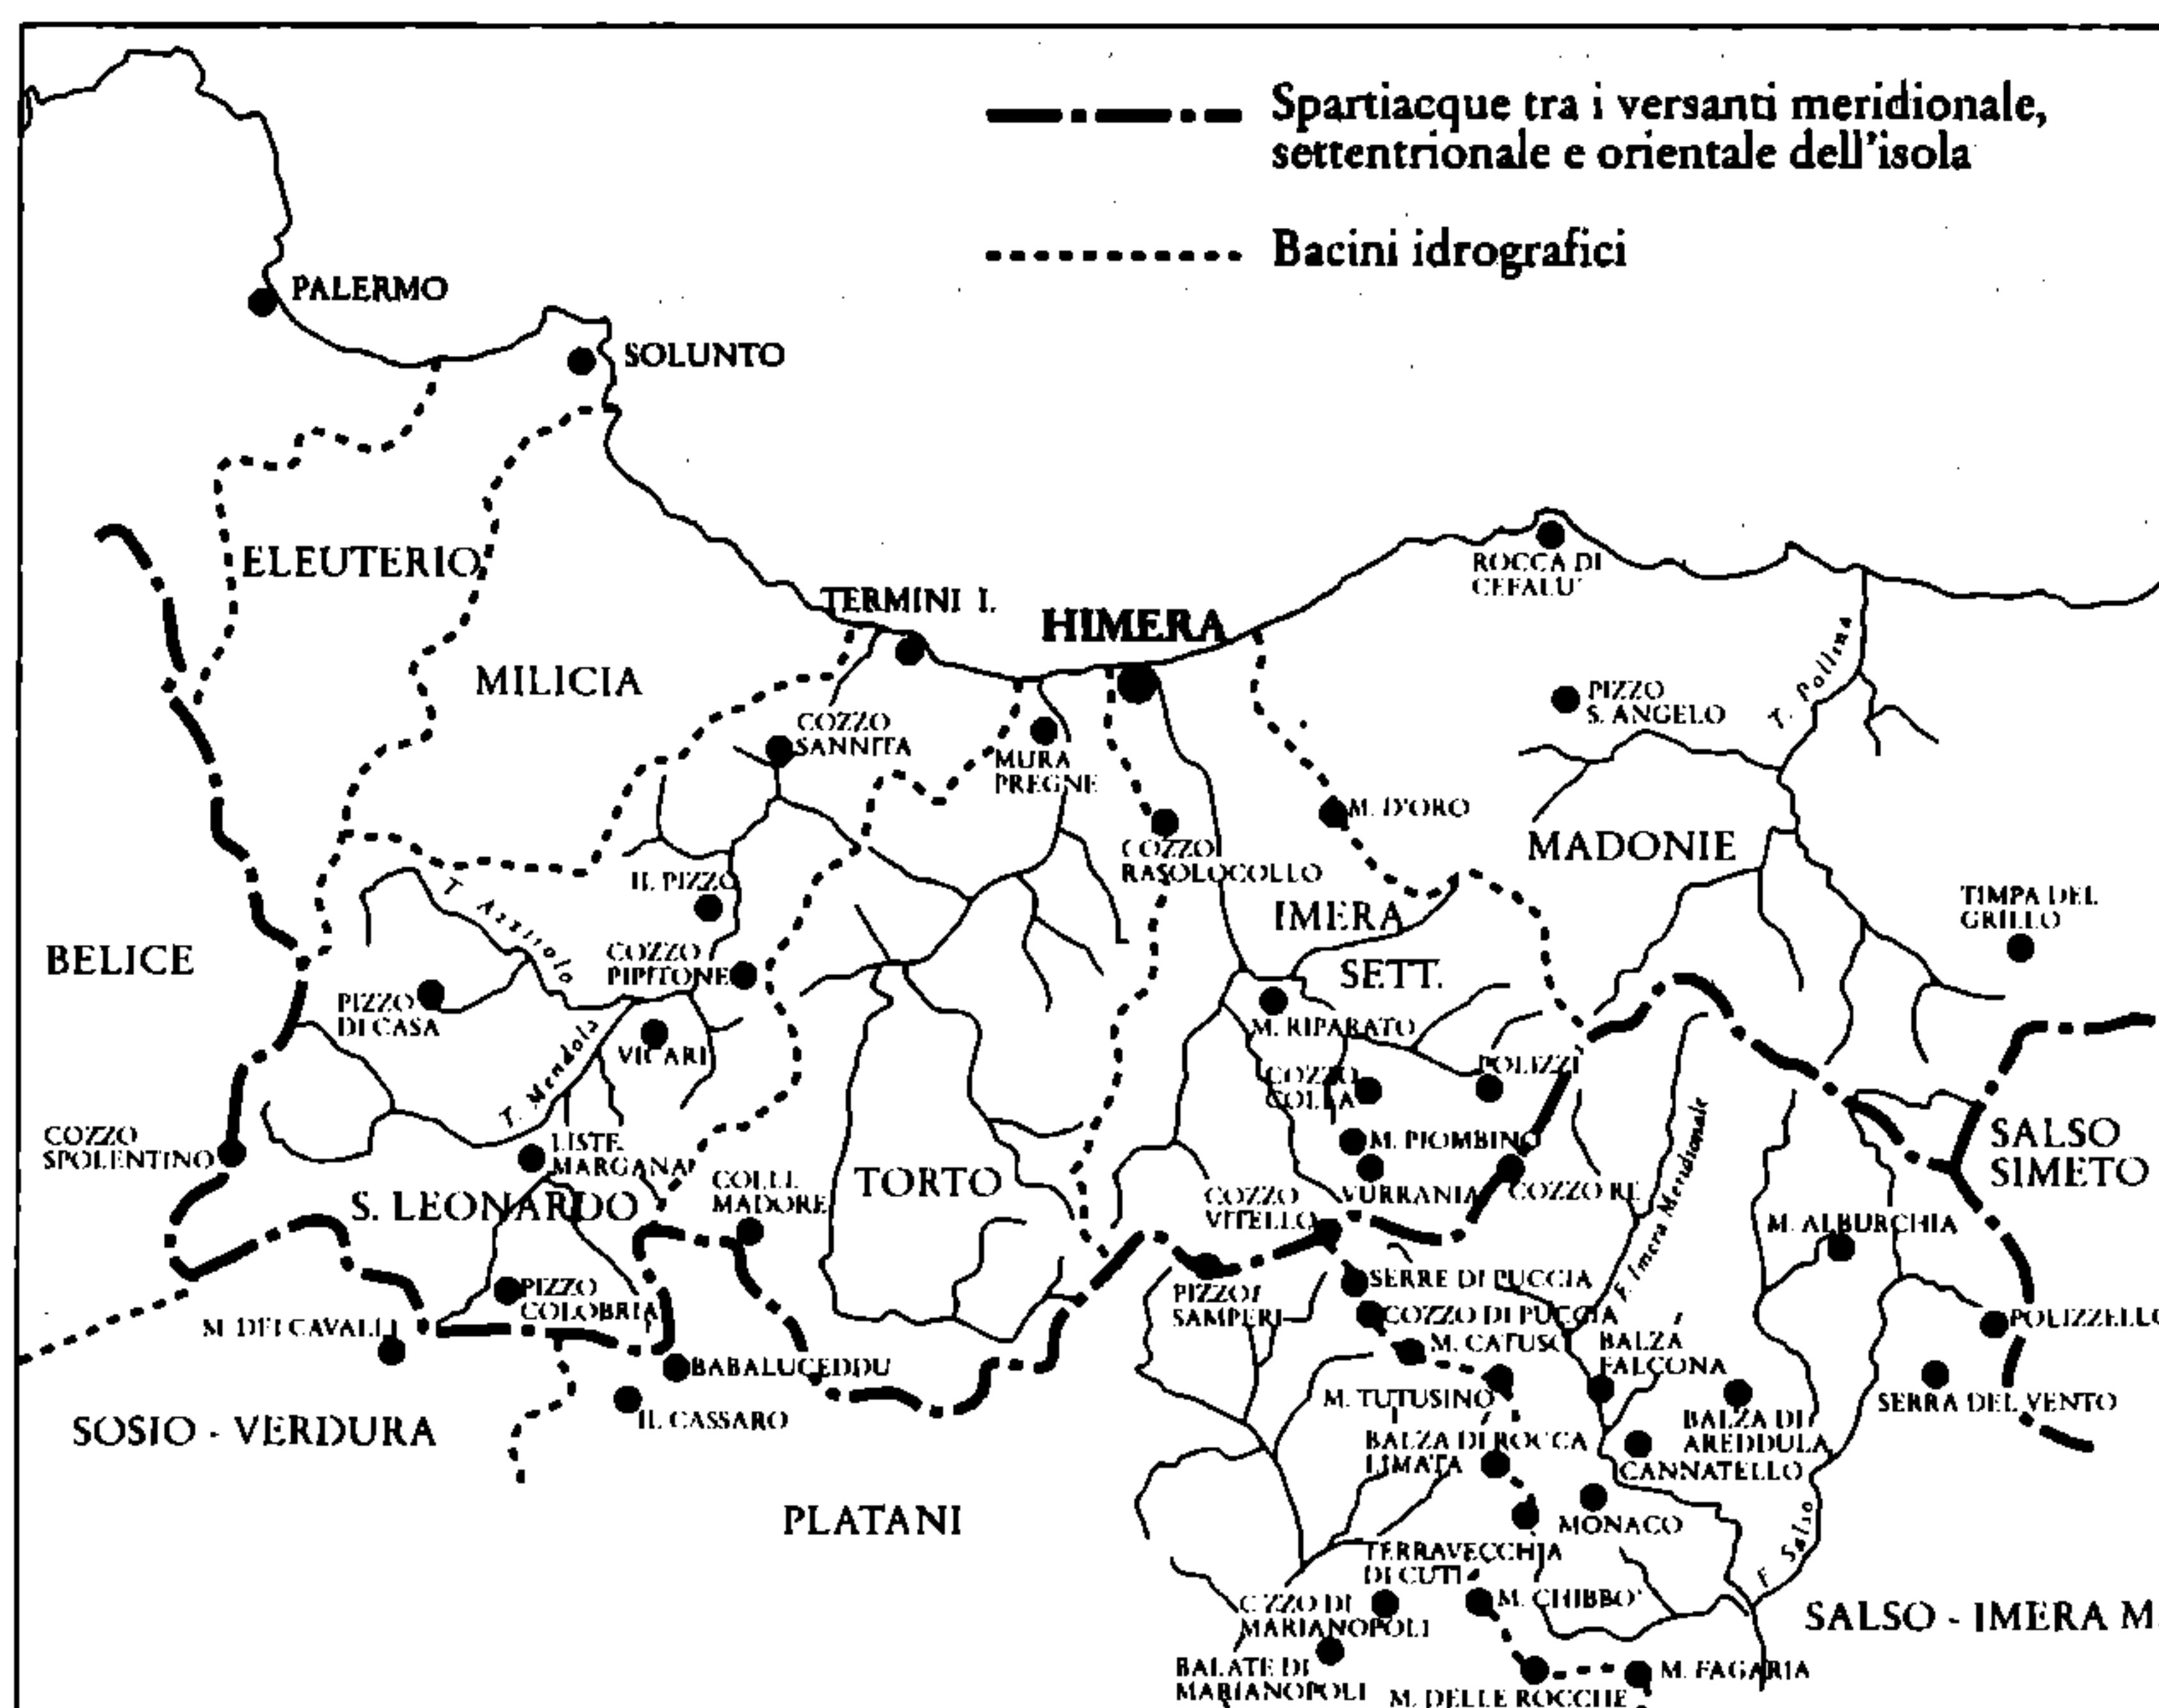 Spartiacque tra i versanti meridionale,
settentrionale e orientale dell'isola
Bacini idrografici
PALERMO
SOLUNTO
ELEUTERIO
ROCCA DI
CEFALU'
TERMINI I.
HIMERA
MILICIA
T. Pollina
PIZZO
S. ANGELO
COZZO
SANNITA
MURA
PREGNE
M. D'ORO
MADONIE
COZZO
RASOLOCOLLO
IL PIZZO
T. Azziolo
IMERA
SETT.
TIMPA DEL
GRILLO
BELICE
COZZO
PIPITONE
PIZZO
DI CASA
VICARI
T. Mendola
M. RIPARATO
POLIZZI
COZZO
COLLA
M. PIOMBINO
COZZO
SPOLENTINO
LISTE
MARGANA
S. LEONARDO
COLLE
MADORE
TORTO
COZZO
VITELLO
VURRANIA
COZZO RE
F. Imera Meridionale
SALSO
SIMETO
M. ALBURCHIA
PIZZO
COLOBRIA
PIZZO
SAMPERI
SERRE DI PUCCIA
COZZO DI PUCCIA
M. CATUSO
BALZA
FALCONA
POLIZZELLO
M. DEI CAVALLI
BABALUCEDDU
IL CASSARO
M. TUTUSINO
SERRA DEL VENTO
SOSIO - VERDURA
BALZA DI ROCCA
LIMATA
BALZA DI
AREDDULA
CANNATELLO
PLATANI
MONACO
F. Salso
TERRAVECCHIA
DI CUTI
M. CHIBBO'
C ZZO DI
MARIANOPOLI
SALSO - IMERA M.
BALATE DI
MARIANOPOLI
M. DELLE ROCCHE
M. FAGARIA